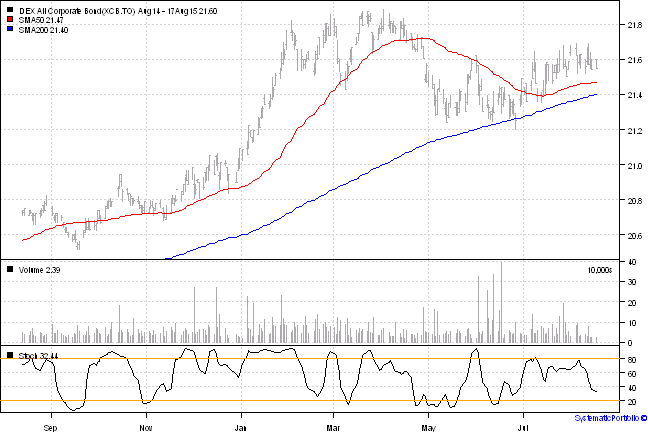 DEX All Corporate Bond(XCB.TO) Aug14 - 17Aug15 21.60
SMA50 21.47
SMA200 21.40
21.8
21.6
21.4
21.2
21.0
20.8
20.6
Volume 2.39
10,000s
40
30
20
10
0
Stoch 32.44
80
60
40
20
Sep
Nov
Jan
Mar
May
Jul
SystematicPortfolio ©